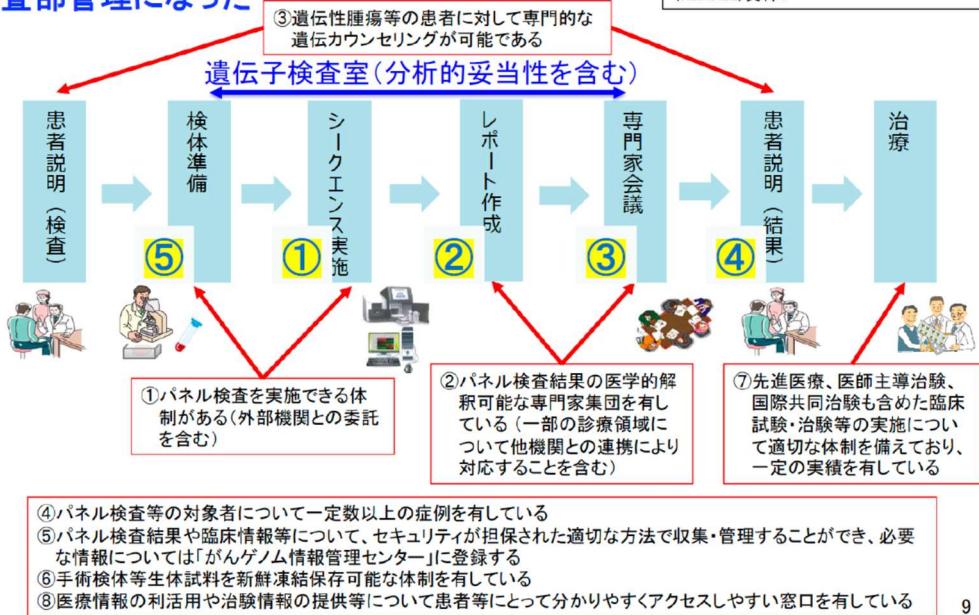 査部管理になった
③遺伝性腫瘍等の患者に対して専門的な
遺伝カウンセリングが可能である
遺伝子検査室（分析的妥当性を含む）
患者説明（検査）
検体準備
シークエンス実施
レポート作成
専門家会議
患者説明（結果）
治療
⑤
①
②
③
④
①パネル検査を実施できる体
制がある（外部機関との委託
を含む）
②パネル検査結果の医学的解
釈可能な専門家集団を有し
ている（一部の診療領域に
ついて他機関との連携により
対応することを含む）
⑦先進医療、医師主導治験、
国際共同治験も含めた臨床
試験・治験等の実施につい
て適切な体制を備えており、
一定の実績を有している
④パネル検査等の対象者について一定数以上の症例を有している
⑤パネル検査結果や臨床情報等について、セキュリティが担保された適切な方法で収集・管理することができ、必要
な情報については「がんゲノム情報管理センター」に登録する
⑥手術検体等生体試料を新鮮凍結保存可能な体制を有している
⑧医療情報の利活用や治験情報の提供等について患者等にとって分かりやすくアクセスしやすい窓口を有している
9